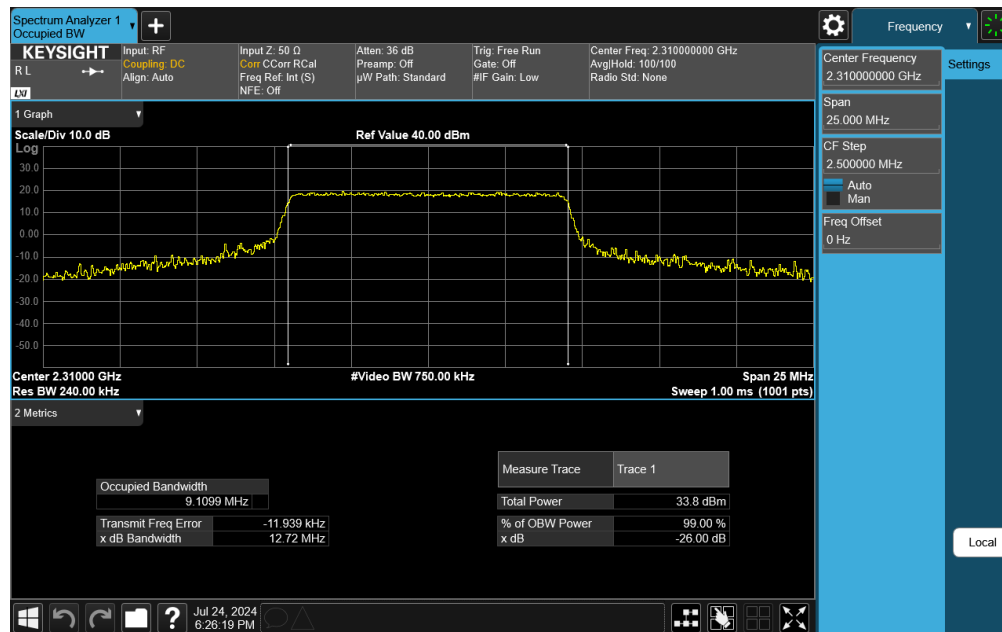 Spectrum Analyzer 1
Occupied BW
Frequency
KEYSIGHT
R L
LXI
Input: RF
Coupling: DC
Align: Auto
Input Z: 50 Ω
Corr CCorr RCal
Freq Ref: Int (S)
NFE: Off
Atten: 36 dB
Preamp: Off
µW Path: Standard
Trig: Free Run
Gate: Off
#IF Gain: Low
Center Freq: 2.310000000 GHz
Avg|Hold: 100/100
Radio Std: None
Center Frequency
2.310000000 GHz
Settings
Span
25.000 MHz
CF Step
2.500000 MHz
Auto
Man
Freq Offset
0 Hz
Local
1 Graph
Scale/Div 10.0 dB
Ref Value 40.00 dBm
Log
30.0
20.0
10.0
0.00
-10.0
-20.0
-30.0
-40.0
-50.0
Center 2.31000 GHz
#Video BW 750.00 kHz
Span 25 MHz
Res BW 240.00 kHz
Sweep 1.00 ms (1001 pts)
2 Metrics
Occupied Bandwidth
9.1099 MHz
Transmit Freq Error -11.939 kHz
x dB Bandwidth 12.72 MHz
Measure Trace Trace 1
Total Power 33.8 dBm
% of OBW Power 99.00 %
x dB -26.00 dB
?
Jul 24, 2024
6:26:19 PM